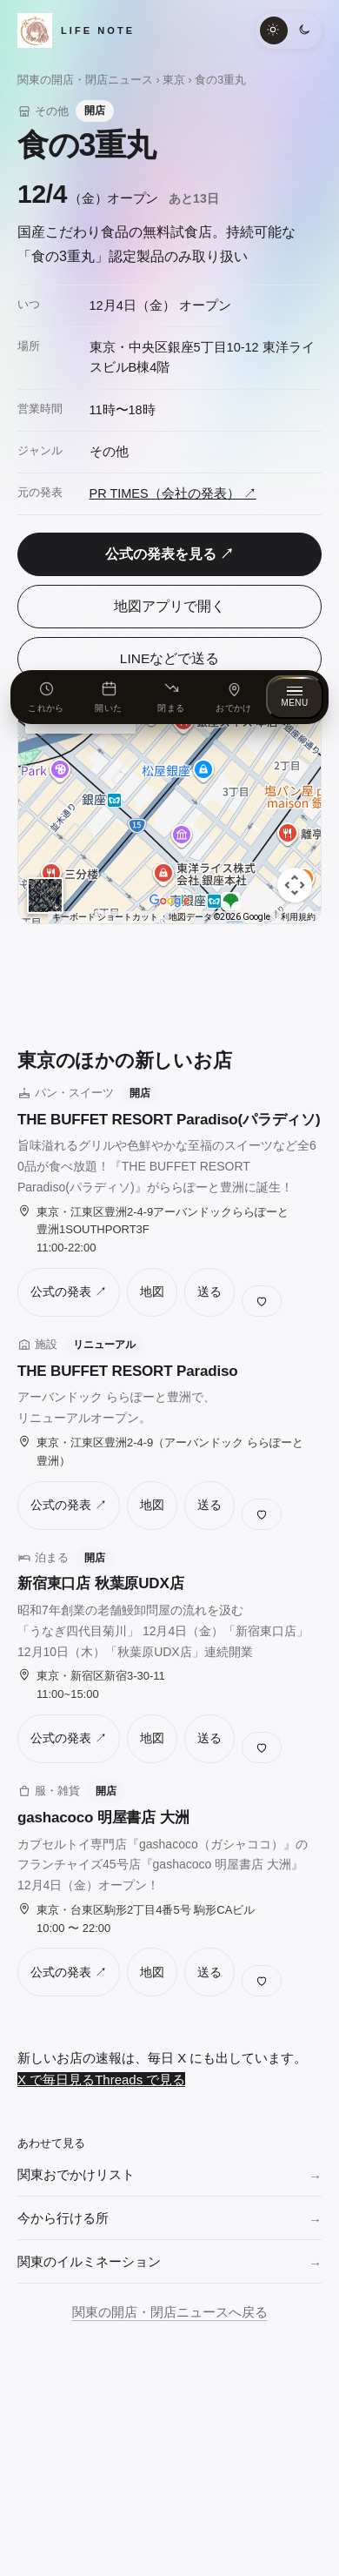 LIFE NOTE
関東の開店・閉店ニュース › 東京 › 食の3重丸
その他 開店
食の3重丸
12/4（金）オープン あと13日
国産こだわり食品の無料試食店。持続可能な
「食の3重丸」認定製品のみ取り扱い
いつ 12月4日（金） オープン
場所 東京・中央区銀座5丁目10-12 東洋ライ
スビルB棟4階
営業時間 11時〜18時
ジャンル その他
元の発表 PR TIMES（会社の発表） ↗
公式の発表を見る ↗
地図アプリで開く
LINEなどで送る
これから 開いた 閉まる おでかけ MENU
Park
松屋銀座
2丁目
3丁目
塩パン屋
maison 銀
銀座
並木通り
15
離亭
三分楼
東洋ライス株式
会社 銀座本社
東銀座
Google
キーボード ショートカット 地図データ ©2026 Google 利用規約
東京のほかの新しいお店
パン・スイーツ 開店
THE BUFFET RESORT Paradiso(パラディソ)
旨味溢れるグリルや色鮮やかな至福のスイーツなど全6
0品が食べ放題！『THE BUFFET RESORT
Paradiso(パラディソ)』がららぽーと豊洲に誕生！
東京・江東区豊洲2-4-9アーバンドックららぽーと
豊洲1SOUTHPORT3F
11:00-22:00
公式の発表 ↗ 地図 送る
施設 リニューアル
THE BUFFET RESORT Paradiso
アーバンドック ららぽーと豊洲で、
リニューアルオープン。
東京・江東区豊洲2-4-9（アーバンドック ららぽーと
豊洲）
公式の発表 ↗ 地図 送る
泊まる 開店
新宿東口店 秋葉原UDX店
昭和7年創業の老舗鰻卸問屋の流れを汲む
「うなぎ四代目菊川」 12月4日（金）「新宿東口店」
12月10日（木）「秋葉原UDX店」連続開業
東京・新宿区新宿3-30-11
11:00~15:00
公式の発表 ↗ 地図 送る
服・雑貨 開店
gashacoco 明屋書店 大洲
カプセルトイ専門店『gashacoco（ガシャココ）』の
フランチャイズ45号店『gashacoco 明屋書店 大洲』
12月4日（金）オープン！
東京・台東区駒形2丁目4番5号 駒形CAビル
10:00 〜 22:00
公式の発表 ↗ 地図 送る
新しいお店の速報は、毎日 X にも出しています。
X で毎日見るThreads で見る
あわせて見る
関東おでかけリスト →
今から行ける所 →
関東のイルミネーション →
関東の開店・閉店ニュースへ戻る